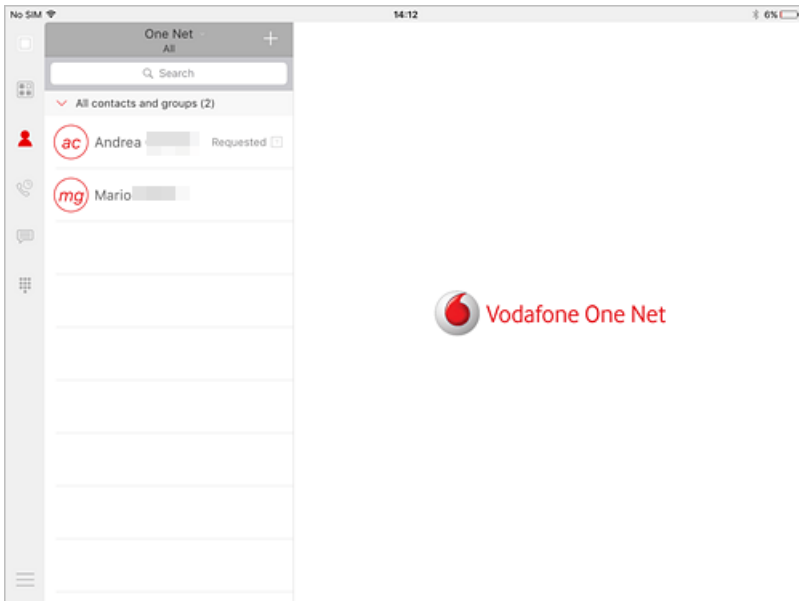 No SIM 14:12 6%
One Net
All
Search
All contacts and groups (2)
ac Andrea Requested
mg Mario
Vodafone One Net